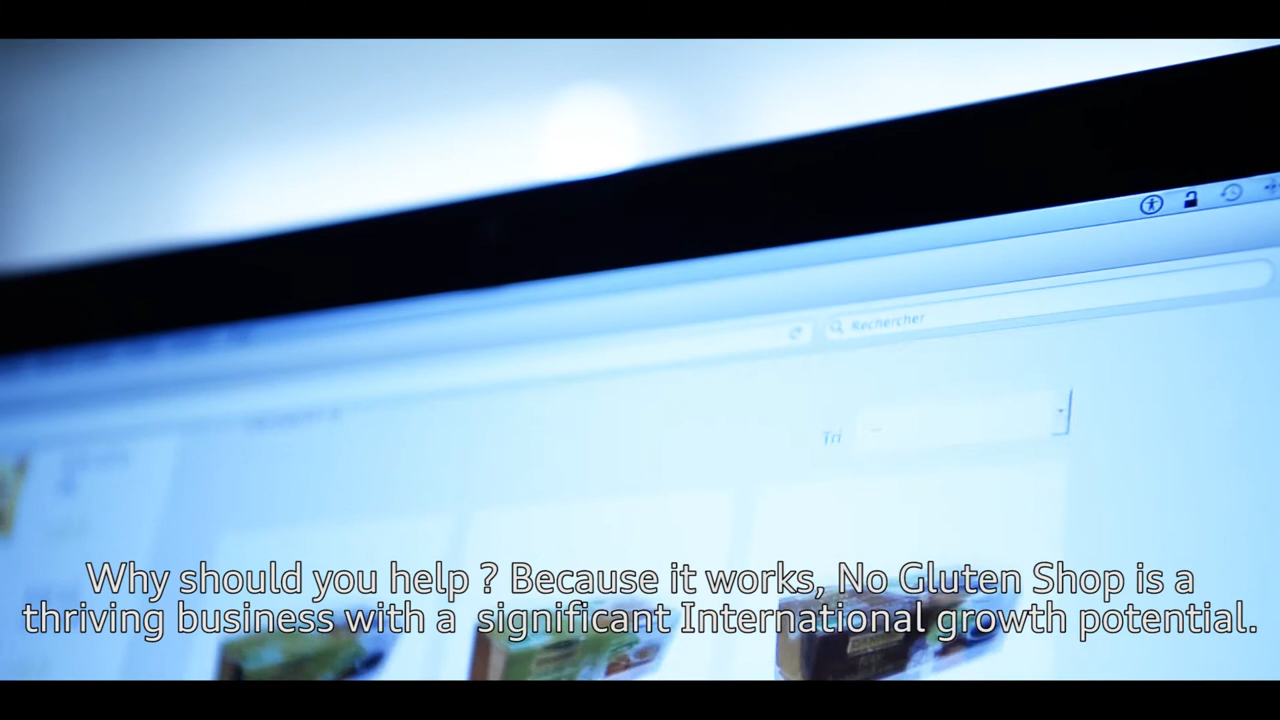 Rechercher
Tri
Why should you help ? Because it works, No Gluten Shop is a
thriving business with a  significant International growth potential.